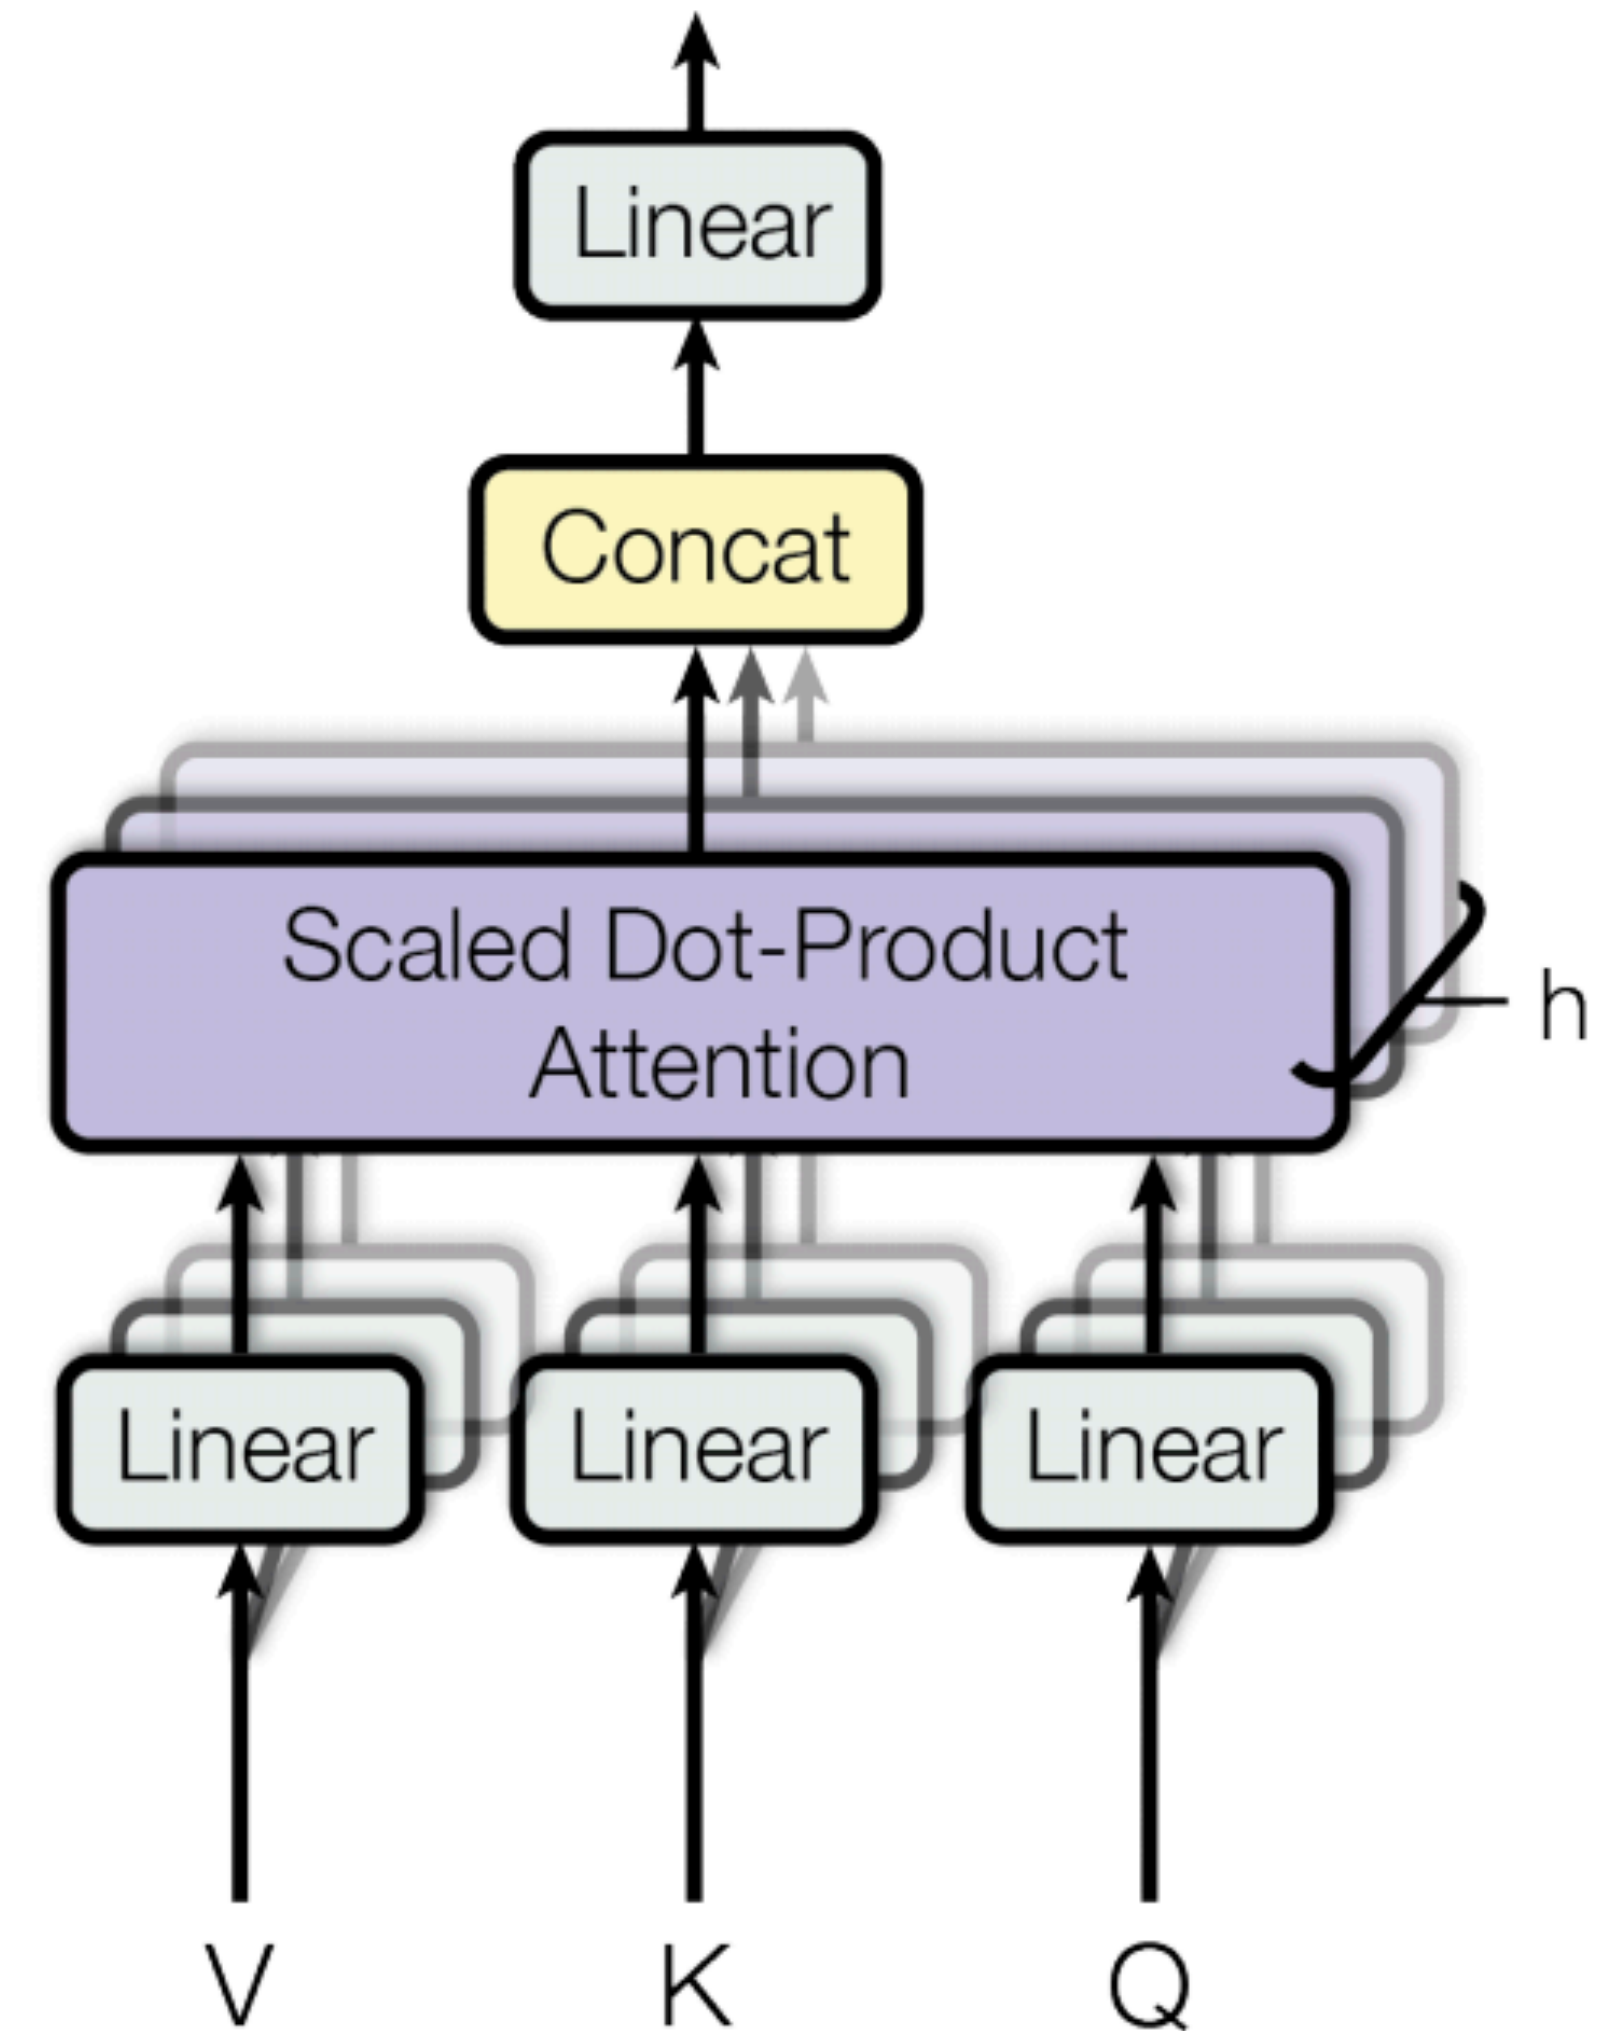 Linear
Concat
Scaled Dot-Product
Attention
h
Linear
Linear
Linear
V
K
Q